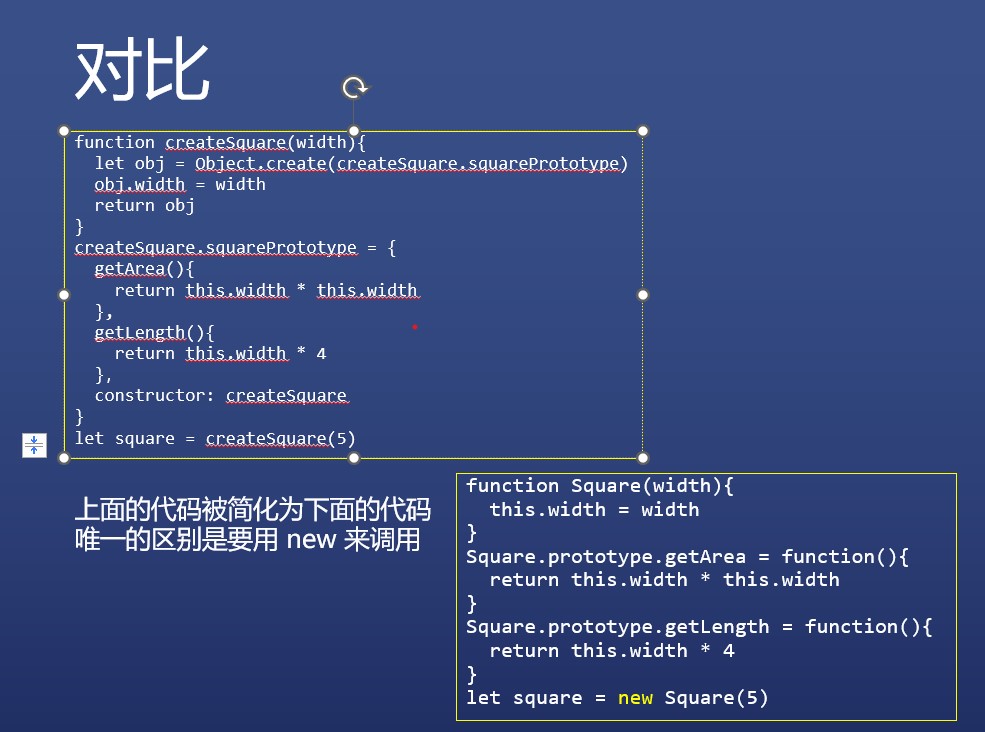 对比
function createSquare(width){
  let obj = Object.create(createSquare.squarePrototype)
  obj.width = width
  return obj
}
createSquare.squarePrototype = {
  getArea(){
    return this.width * this.width
  },
  getLength(){
    return this.width * 4
  },
  constructor: createSquare
}
let square = createSquare(5)
上面的代码被简化为下面的代码
唯一的区别是要用 new 来调用
function Square(width){
  this.width = width
}
Square.prototype.getArea = function(){
  return this.width * this.width
}
Square.prototype.getLength = function(){
  return this.width * 4
}
let square = new Square(5)